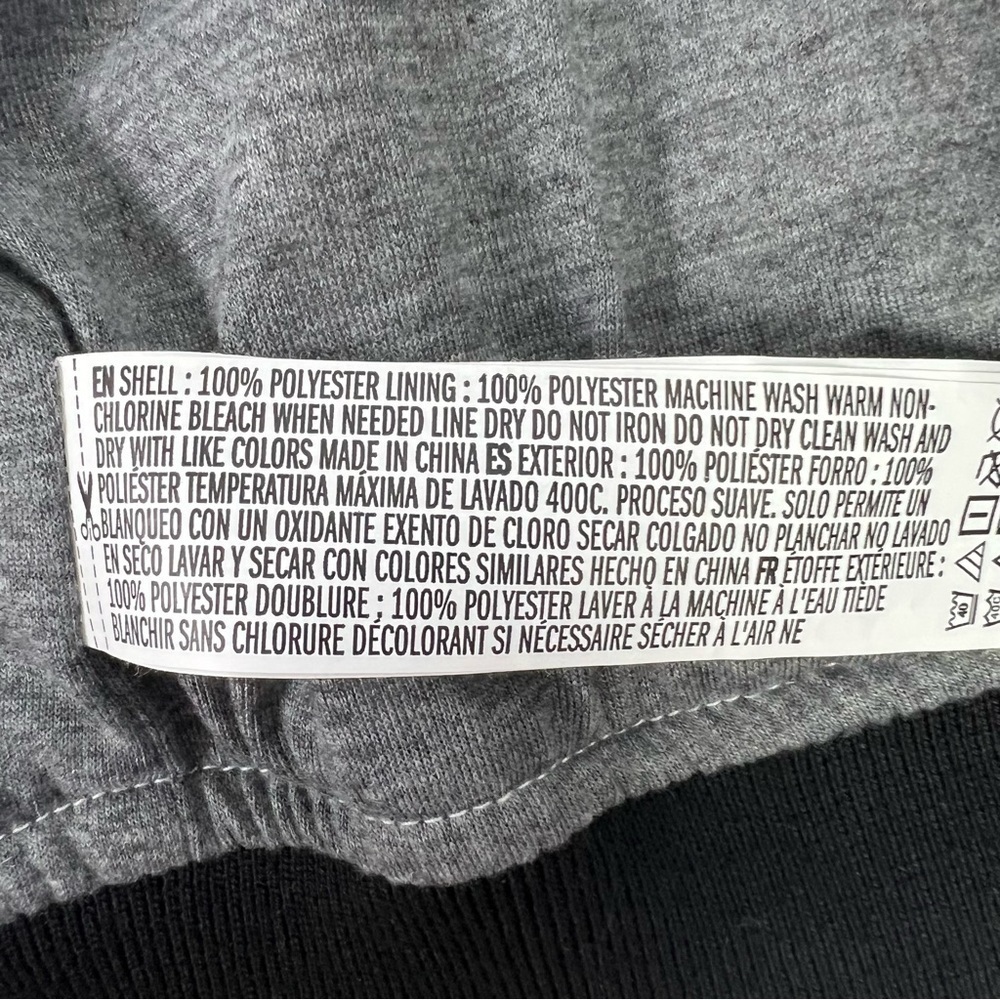 EN SHELL : 100% POLYESTER LINING : 100% POLYESTER MACHINE WASH WARM NON-
CHLORINE BLEACH WHEN NEEDED LINE DRY DO NOT IRON DO NOT DRY CLEAN WASH AND
DRY WITH LIKE COLORS MADE IN CHINA ES EXTERIOR : 100% POLIÉSTER FORRO : 100%
POLIÉSTER TEMPERATURA MÁXIMA DE LAVADO 400C. PROCESO SUAVE. SOLO PERMITE UN
BLANQUEO CON UN OXIDANTE EXENTO DE CLORO SECAR COLGADO NO PLANCHAR NO LAVADO
EN SECO LAVAR Y SECAR CON COLORES SIMILARES HECHO EN CHINA FR ÉTOFFE EXTÉRIEURE :
100% POLYESTER DOUBLURE : 100% POLYESTER LAVER À LA MACHINE À L'EAU TIÈDE
BLANCHIR SANS CHLORURE DÉCOLORANT SI NÉCESSAIRE SÉCHER À L'AIR NE
40